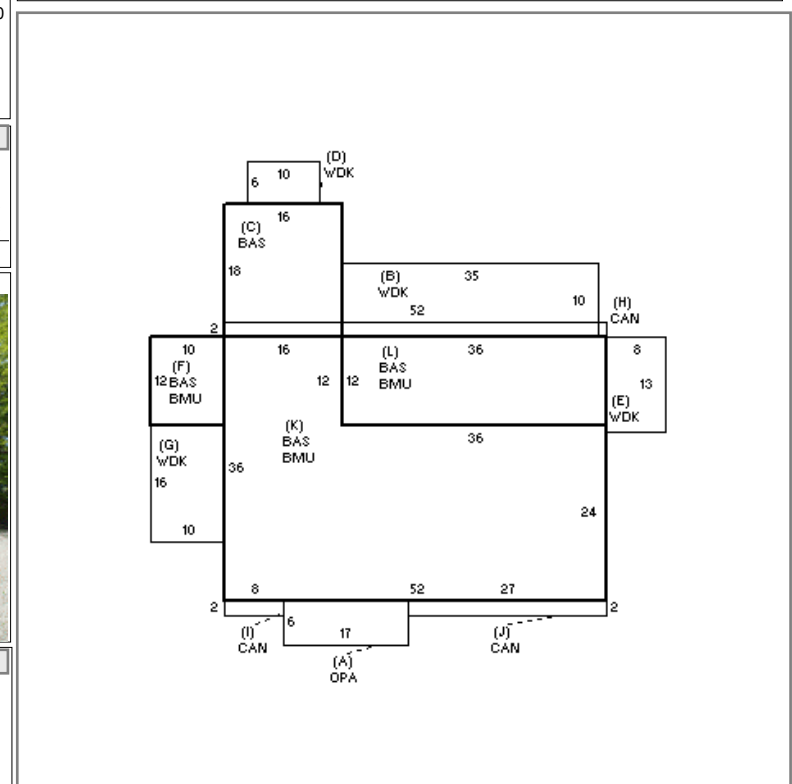 (D)
WDK
10
6
16
(C)
BAS
18
(B)
WDK
35
10
52
(H)
CAN
2
10
(F)
12 BAS
BMU
16
12
12
(L)
BAS
BMU
36
8
13
(E)
WDK
(K)
BAS
BMU
36
(G)
WDK
16
36
10
24
8
52
27
2
2
(I)
CAN
6
17
(A)
OPA
(J)
CAN